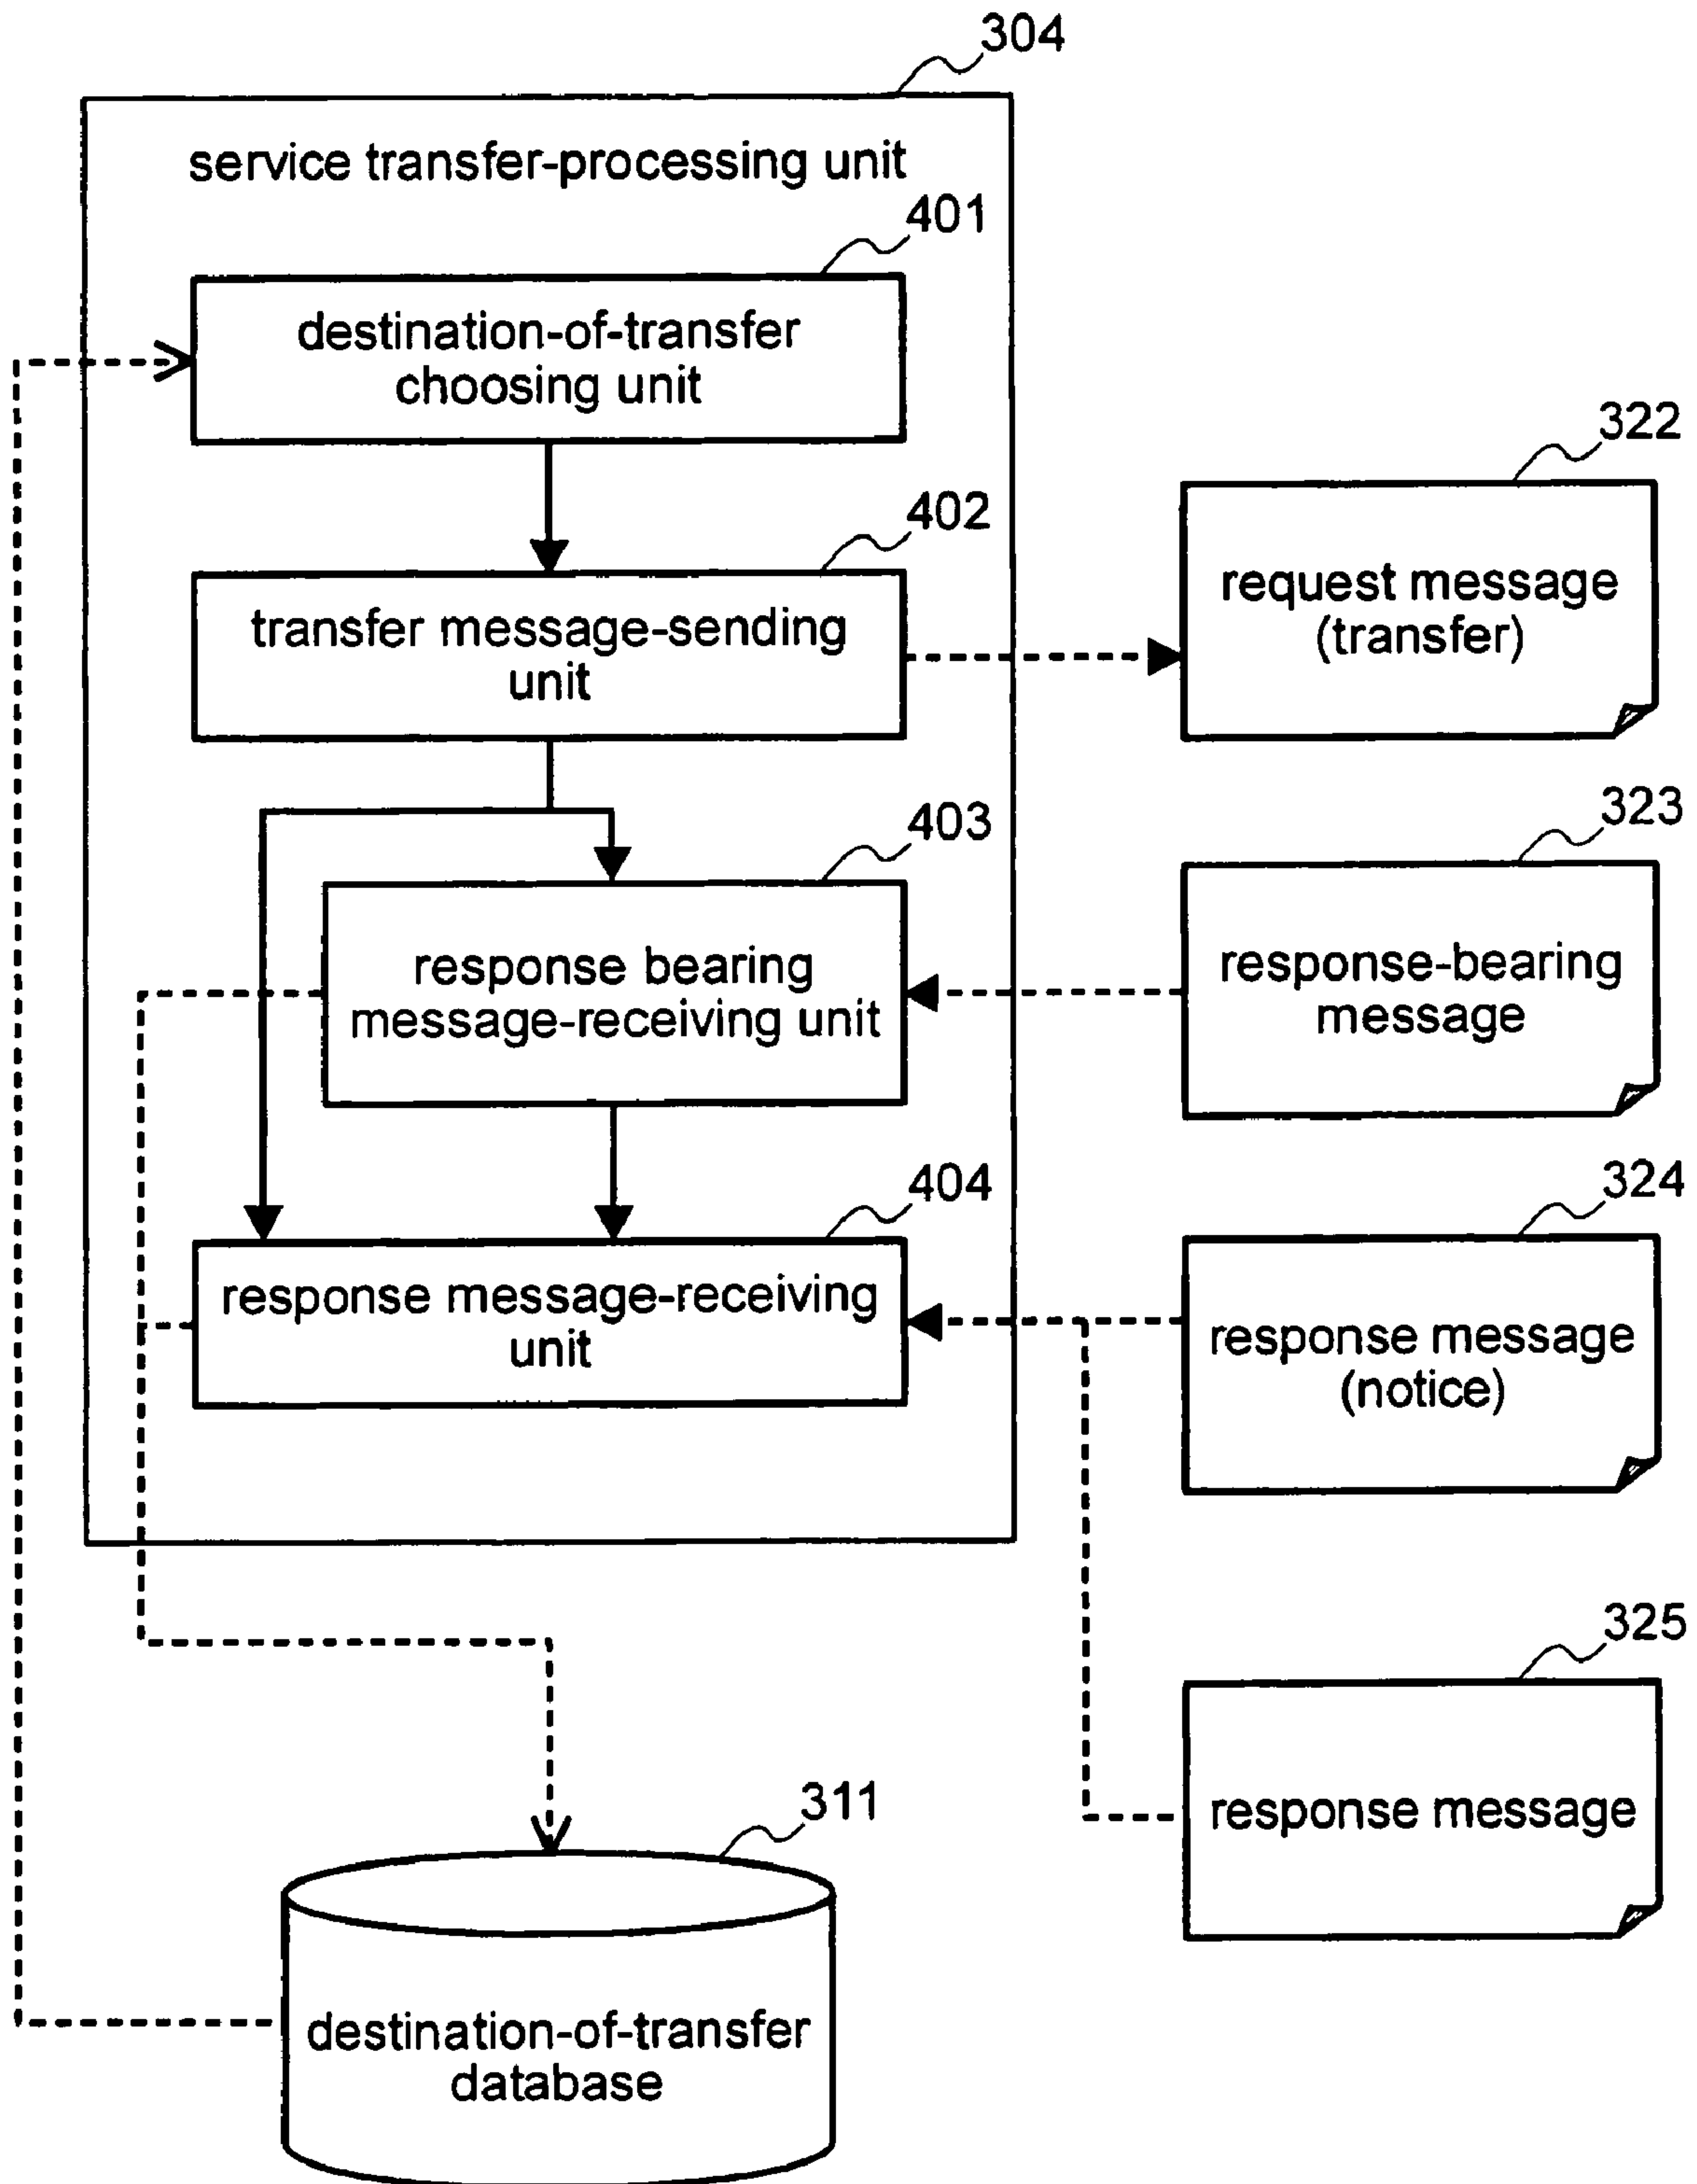 304
service transfer-processing unit
401
destination-of-transfer
choosing unit
322
402
request message
(transfer)
transfer message-sending
unit
323
403
response bearing
message-receiving unit
response-bearing
message
324
404
response message-receiving
unit
response message
(notice)
325
response message
311
destination-of-transfer
database